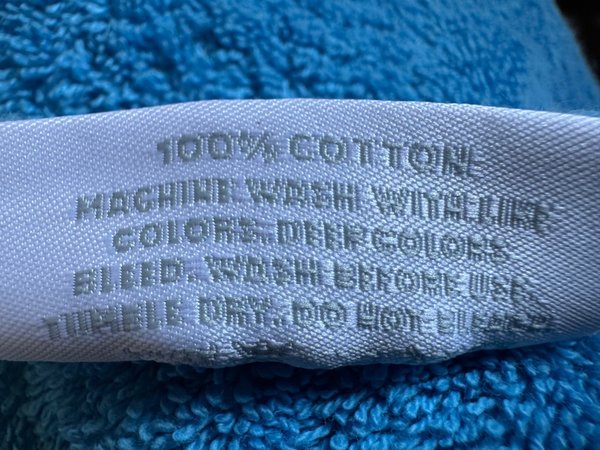 100% COTTON
MACHINE WASH WITH LIKE
COLORS. DEEP COLORS
BLEED. WASH BEFORE USE.
TUMBLE DRY. DO NOT BLEACH